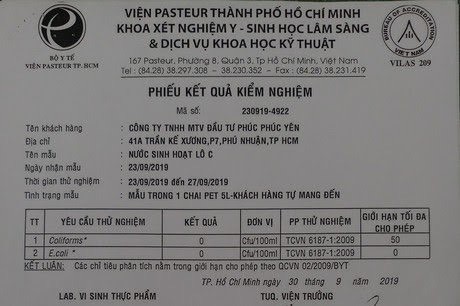 VIỆN PASTEUR THÀNH PHỐ HỒ CHÍ MINH
KHOA XÉT NGHIỆM Y - SINH HỌC LÂM SÀNG
& DỊCH VỤ KHOA HỌC KỸ THUẬT
167 Pasteur, Phường 8, Quận 3, Tp Hồ Chí Minh, Việt Nam
Tel: (84.28) 38.297.308 - 38.230.352 - Fax: (84.28) 38.231.419
BỘ Y TẾ
VIỆN PASTEUR TP. HCM
BUREAU OF ACCREDITATION
VIỆT NAM
VILAS 209
PHIẾU KẾT QUẢ KIỂM NGHIỆM
Mã số: 230919-4922
Tên khách hàng : CÔNG TY TNHH MTV ĐẦU TƯ PHÚC PHÚC YÊN
Địa chỉ : 41A TRẦN KẾ XƯƠNG,P7,PHÚ NHUẬN,TP HCM
Tên mẫu : NƯỚC SINH HOẠT LÔ C
Ngày nhận mẫu : 23/09/2019
Thời gian thử nghiệm : 23/09/2019 đến 27/09/2019
Tình trạng mẫu : MẪU TRONG 1 CHAI PET 5L-KHÁCH HÀNG TỰ MANG ĐẾN
TT YÊU CẦU THỬ NGHIỆM KẾT QUẢ ĐƠN VỊ PP THỬ NGHIỆM GIỚI HẠN TỐI ĐA CHO PHÉP
1 Coliforms* 0 Cfu/100ml TCVN 6187-1:2009 50
2 E.coli* 0 Cfu/100ml TCVN 6187-1:2009 0
KẾT LUẬN: Các chỉ tiêu phân tích nằm trong giới hạn cho phép theo QCVN 02/2009/BYT
TP. Hồ Chí Minh ngày 30 tháng 9 năm 2019
LAB. VI SINH THỰC PHẨM TUQ. VIỆN TRƯỞNG